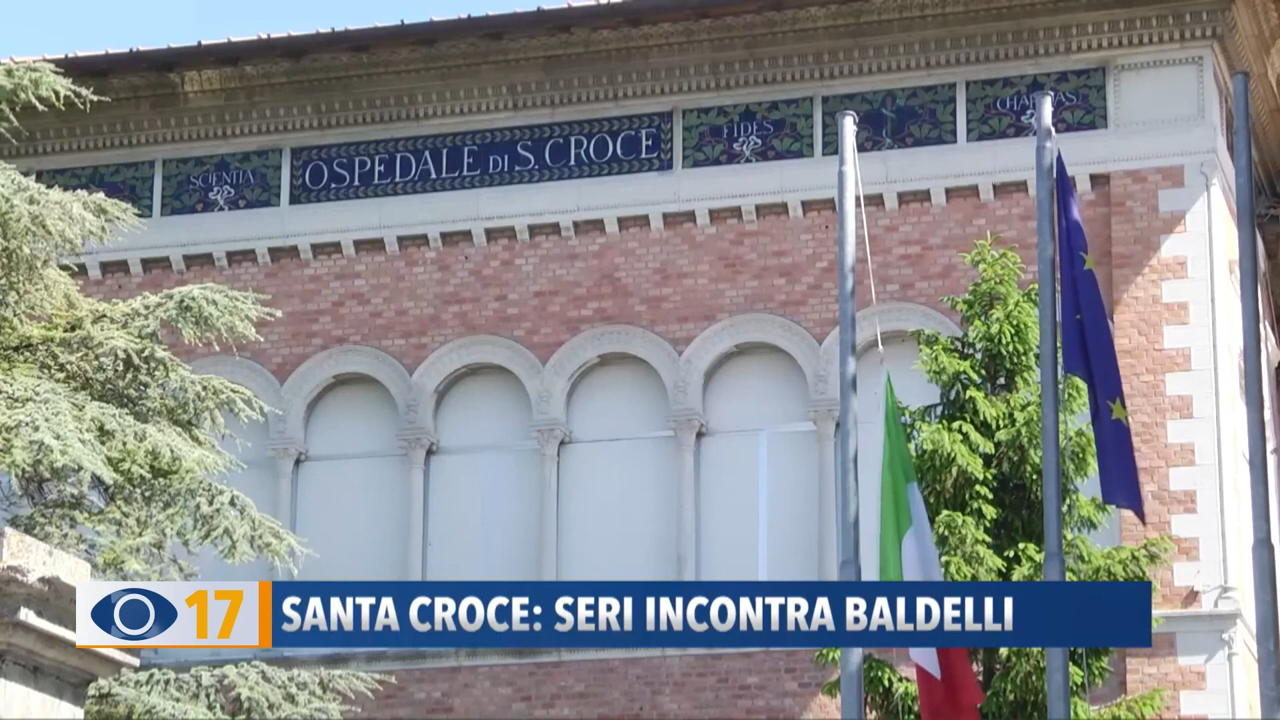 SCIENTIA
OSPEDALE DI S. CROCE
FIDES
CHARITAS
17
SANTA CROCE: SERI INCONTRA BALDELLI